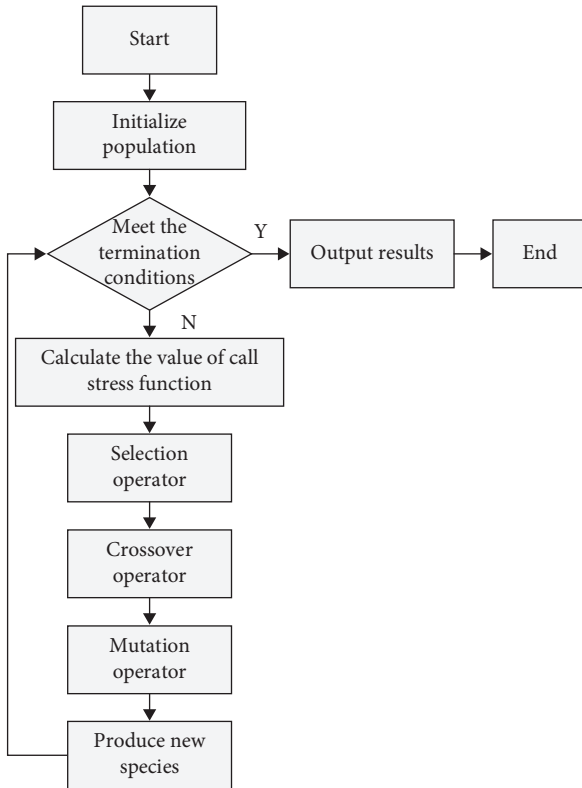 Start
Initialize
population
Meet the
termination
conditions
Y
Output results
End
N
Calculate the value of call
stress function
Selection
operator
Crossover
operator
Mutation
operator
Produce new
species